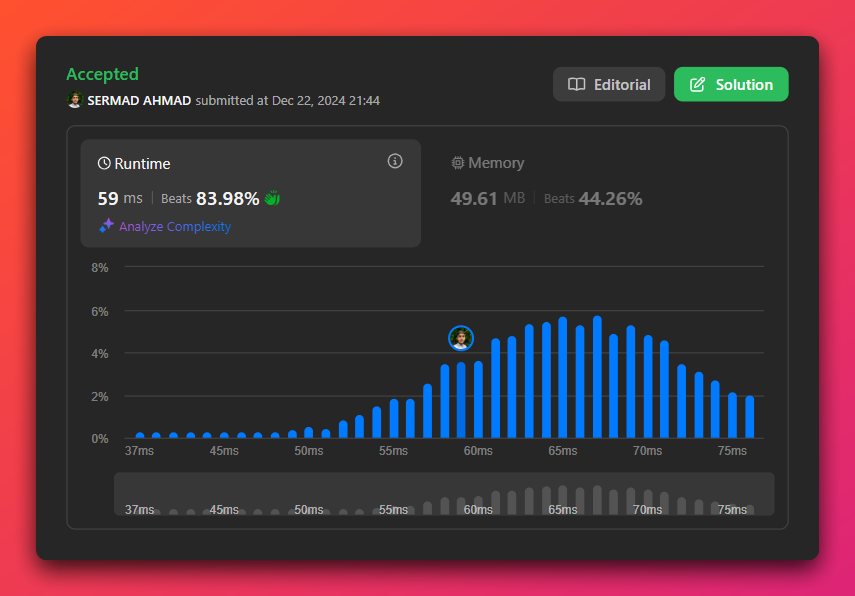 Accepted
SERMAD AHMAD submitted at Dec 22, 2024 21:44
Editorial
Solution
Runtime
59 ms | Beats 83.98%
Analyze Complexity
Memory
49.61 MB | Beats 44.26%
8%
6%
4%
2%
0%
37ms 45ms 50ms 55ms 60ms 65ms 70ms 75ms
37ms 45ms 50ms 55ms 60ms 65ms 70ms 75ms